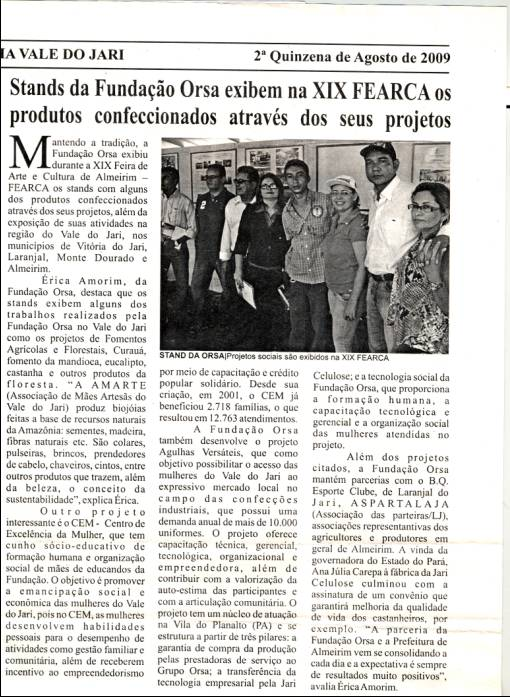 IA VALE DO JARI
2ª Quinzena de Agosto de 2009
Stands da Fundação Orsa exibem na XIX FEARCA os
produtos confeccionados através dos seus projetos
Mantendo a tradição, a
Fundação Orsa exibiu
durante a XIX Feira de
Arte e Cultura de Almeirim –
FEARCA os stands com alguns
dos produtos confeccionados
através dos seus projetos, além da
exposição de suas atividades na
região do Vale do Jari, nos
municípios de Vitória do Jari,
Laranjal, Monte Dourado e
Almeirim.
Érica Amorim, da
Fundação Orsa, destaca que os
stands exibem alguns dos
trabalhos realizados pela
Fundação Orsa no Vale do Jari
como os projetos de Fomentos
Agrícolas e Florestais, Curauá,
fomento da mandioca, eucalipto,
castanha e outros produtos da
floresta. “A AMARTE
(Associação de Mães Artesãs do
Vale do Jari) produz biojóias
feitas a base de recursos naturais
da Amazônia: sementes, madeira,
fibras naturais etc. São colares,
pulseiras, brincos, prendedores
de cabelo, chaveiros, cintos, entre
outros produtos que trazem, além
da beleza, o conceito da
sustentabilidade”, explica Érica.
Outro projeto
interessante é o CEM - Centro de
Excelência da Mulher, que tem
cunho sócio-educativo de
formação humana e organização
social de mães de educandos da
Fundação. O objetivo é promover
a emancipação social e
econômica das mulheres do Vale
do Jari, pois no CEM, as mulheres
desenvolvem habilidades
pessoais para o desempenho de
atividades como gestão familiar e
comunitária, além de receberem
incentivo ao empreendedorismo
STAND DA ORSA|Projetos sociais são exibidos na XIX FEARCA
por meio de capacitação e crédito
popular solidário. Desde sua
criação, em 2001, o CEM já
beneficiou 2.718 famílias, o que
resultou em 12.763 atendimentos.
A Fundação Orsa
também desenvolve o projeto
Agulhas Versáteis, que como
objetivo possibilitar o acesso das
mulheres do Vale do Jari ao
expressivo mercado local no
campo das confecções
industriais, que possui uma
demanda anual de mais de 10.000
uniformes. O projeto oferece
capacitação técnica, gerencial,
tecnológica, organizacional e
empreendedora, além de
contribuir com a valorização da
auto-estima das participantes e
com a articulação comunitária. O
projeto tem um núcleo de atuação
na Vila do Planalto (PA) e se
estrutura a partir de três pilares: a
garantia de compra da produção
pelas prestadoras de serviço ao
Grupo Orsa; a transferência da
tecnologia empresarial pela Jari
Celulose; e a tecnologia social da
Fundação Orsa, que proporciona
a formação humana, a
capacitação tecnológica e
gerencial e a organização social
das mulheres atendidas no
projeto.
Além dos projetos
citados, a Fundação Orsa
mantém parcerias com o B.Q.
Esporte Clube, de Laranjal do
Jari, ASPARTALAJA
(Associação das parteiras/LJ),
associações representantivas dos
agricultores e produtores em
geral de Almeirim. A vinda da
governadora do Estado do Pará,
Ana Júlia Carepa à fábrica da Jari
Celulose culminou com a
assinatura de um convênio que
garantirá melhoria da qualidade
de vida dos castanheiros, por
exemplo. “A parceria da
Fundação Orsa e a Prefeitura de
Almeirim vem se consolidando a
cada dia e a expectativa é sempre
de resultados muito positivos”,
avalia Érica Amorim.